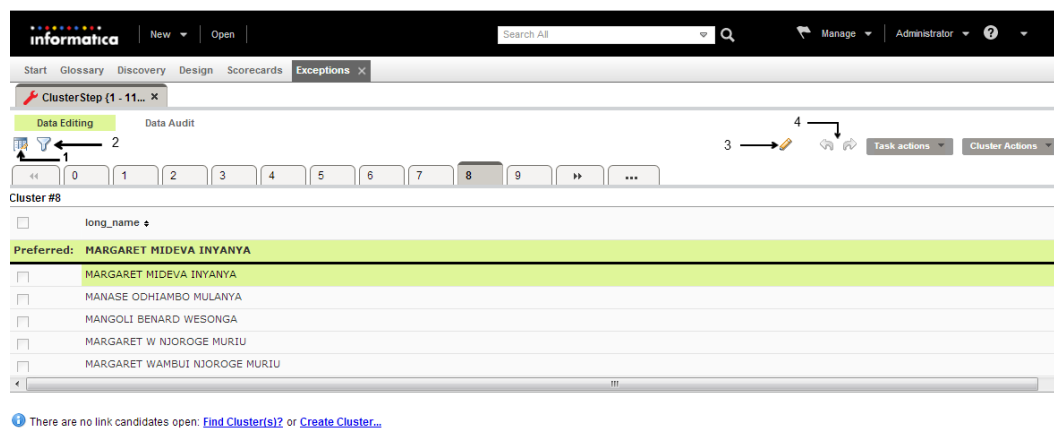 informatica New Open Search All Manage Administrator ?
Start Glossary Discovery Design Scorecards Exceptions ×
ClusterStep {1 - 11... ×
Data Editing Data Audit
1 2 3 4 Task actions Cluster Actions
0 1 2 3 4 5 6 7 8 9 ...
Cluster #8
long_name
Preferred: MARGARET MIDEVA INYANYA
MARGARET MIDEVA INYANYA
MANASE ODHIAMBO MULANYA
MANGOLI BENARD WESONGA
MARGARET W NJOROGE MURIU
MARGARET WAMBUI NJOROGE MURIU
There are no link candidates open: Find Cluster(s)? or Create Cluster...